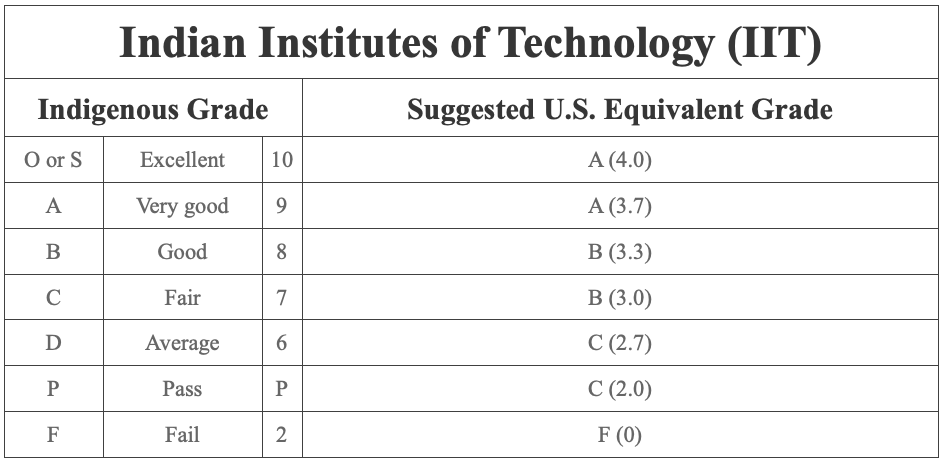 Indian Institutes of Technology (IIT)
Indigenous Grade Suggested U.S. Equivalent Grade
O or S Excellent 10 A (4.0)
A Very good 9 A (3.7)
B Good 8 B (3.3)
C Fair 7 B (3.0)
D Average 6 C (2.7)
P Pass P C (2.0)
F Fail 2 F (0)